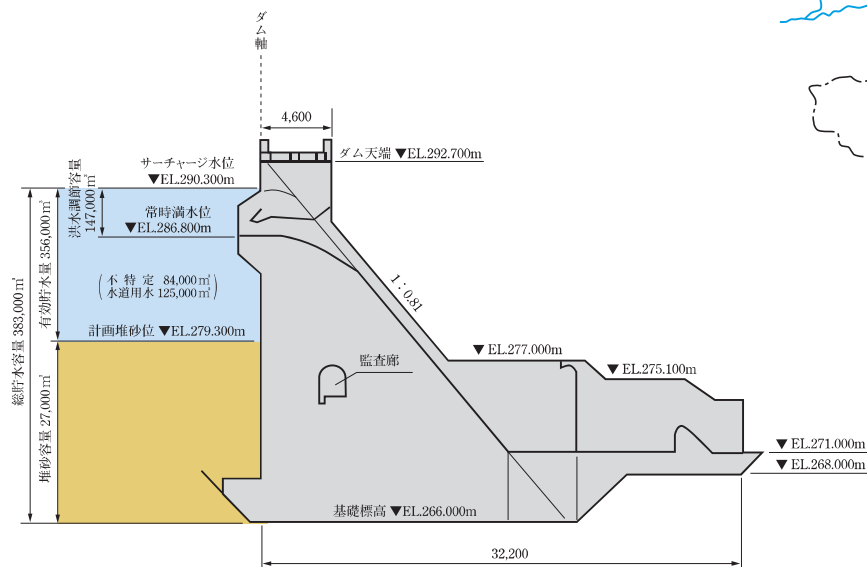 ダム軸
4,600
ダム天端 ▼EL.292.700m
サーチャージ水位
▼EL.290.300m
洪水調節容量
147,000㎥
常時満水位
▼EL.286.800m
(不特定 84,000㎥
水道用水 125,000㎥)
有効貯水量 356,000㎥
総貯水容量 383,000㎥
計画堆砂位 ▼EL.279.300m
堆砂容量 27,000㎥
1：0.81
監査廊
▼ EL.277.000m
▼ EL.275.100m
▼ EL.271.000m
▼ EL.268.000m
基礎標高 ▼EL.266.000m
32,200